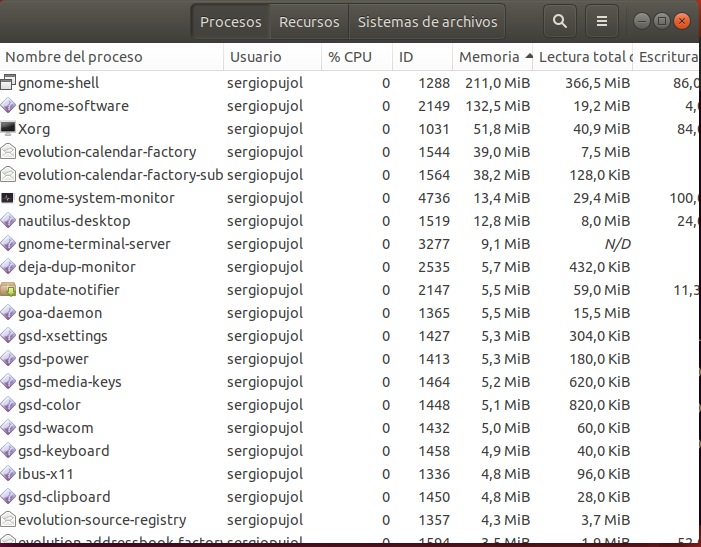 Procesos Recursos Sistemas de archivos
Nombre del proceso Usuario % CPU ID Memoria Lectura total Escritura
gnome-shell sergiopujol 0 1288 211,0 MiB 366,5 MiB 86,0
gnome-software sergiopujol 0 2149 132,5 MiB 19,2 MiB 4,
Xorg sergiopujol 0 1031 51,8 MiB 40,9 MiB 84,
evolution-calendar-factory sergiopujol 0 1544 39,0 MiB 7,5 MiB
evolution-calendar-factory-sub sergiopujol 0 1564 38,2 MiB 128,0 KiB
gnome-system-monitor sergiopujol 0 4736 13,4 MiB 29,4 MiB 100,
nautilus-desktop sergiopujol 0 1519 12,8 MiB 8,0 MiB 24,
gnome-terminal-server sergiopujol 0 3277 9,1 MiB N/D
deja-dup-monitor sergiopujol 0 2535 5,7 MiB 432,0 KiB
update-notifier sergiopujol 0 2147 5,5 MiB 59,0 MiB 11,3
goa-daemon sergiopujol 0 1365 5,5 MiB 15,5 MiB
gsd-xsettings sergiopujol 0 1427 5,3 MiB 304,0 KiB
gsd-power sergiopujol 0 1413 5,3 MiB 180,0 KiB
gsd-media-keys sergiopujol 0 1464 5,2 MiB 620,0 KiB
gsd-color sergiopujol 0 1448 5,1 MiB 820,0 KiB
gsd-wacom sergiopujol 0 1432 5,0 MiB 60,0 KiB
gsd-keyboard sergiopujol 0 1458 4,9 MiB 40,0 KiB
ibus-x11 sergiopujol 0 1336 4,8 MiB 96,0 KiB
gsd-clipboard sergiopujol 0 1450 4,8 MiB 28,0 KiB
evolution-source-registry sergiopujol 0 1357 4,3 MiB 3,7 MiB
evolution-addressbook-factory sergiopujol 0 1594 3,5 MiB 1,9 MiB 52,0